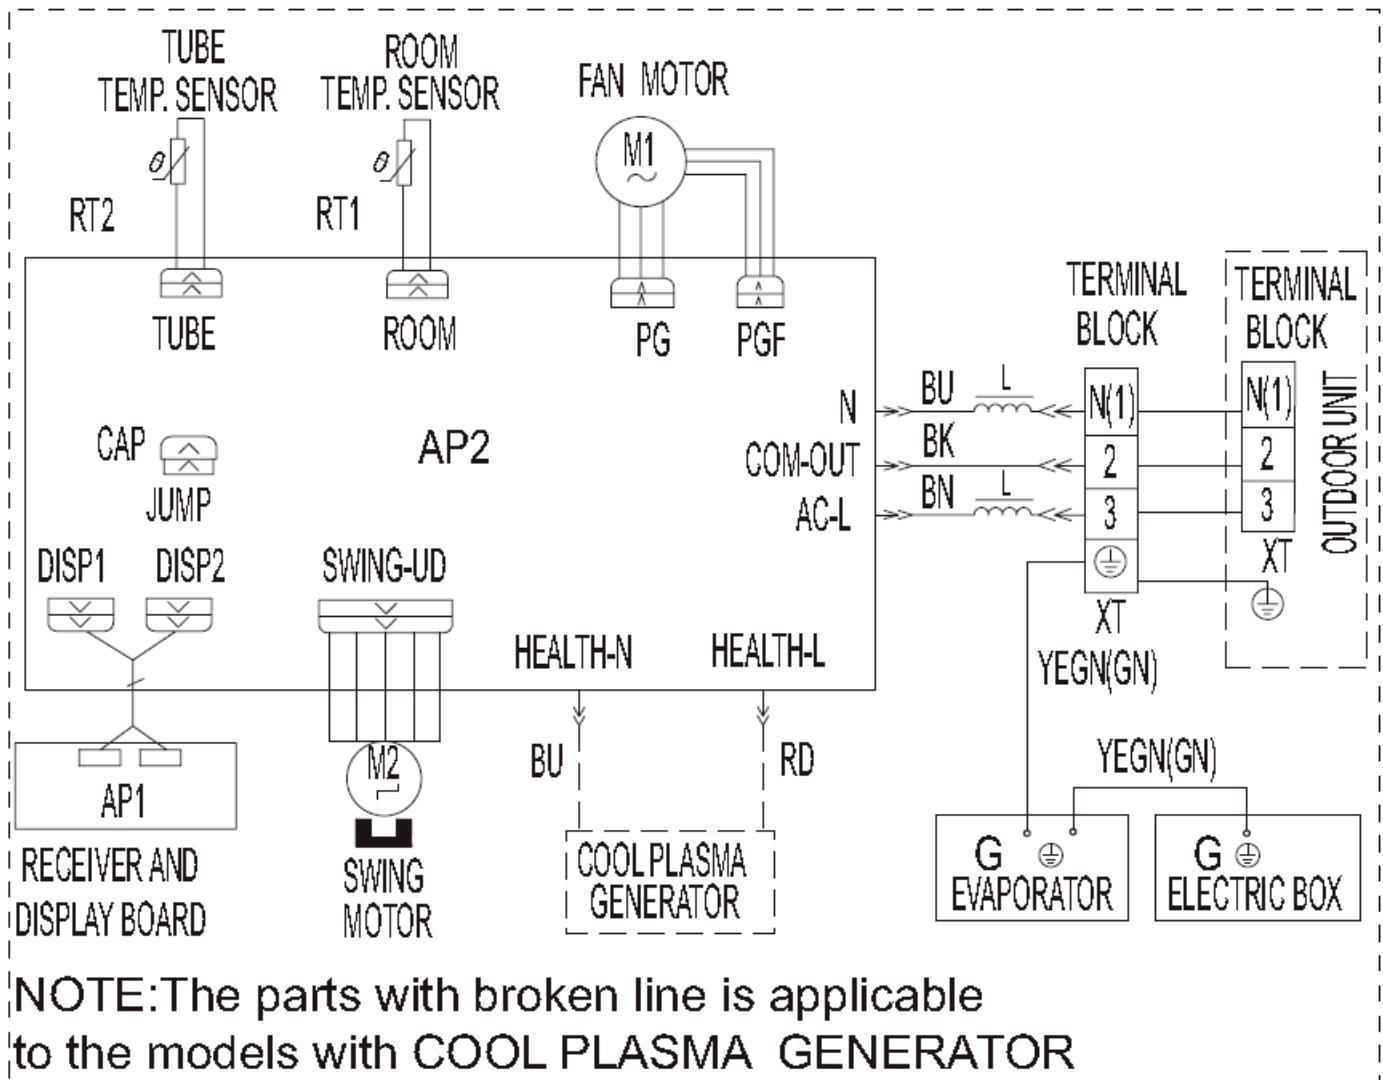 TUBE
TEMP. SENSOR
ROOM
TEMP. SENSOR
FAN MOTOR
M1
θ
θ
RT2
RT1
TUBE
ROOM
PG
PGF
TERMINAL
BLOCK
TERMINAL
BLOCK
OUTDOOR UNIT
N
BU
L
N(1)
N(1)
CAP
JUMP
AP2
COM-OUT
BK
2
2
AC-L
BN
L
3
3
XT
XT
DISP1
DISP2
SWING-UD
HEALTH-N
HEALTH-L
YEGN(GN)
BU
RD
YEGN(GN)
M2
AP1
RECEIVER AND
DISPLAY BOARD
SWING
MOTOR
COOL PLASMA
GENERATOR
G
EVAPORATOR
G
ELECTRIC BOX
NOTE:The parts with broken line is applicable
to the models with COOL PLASMA GENERATOR